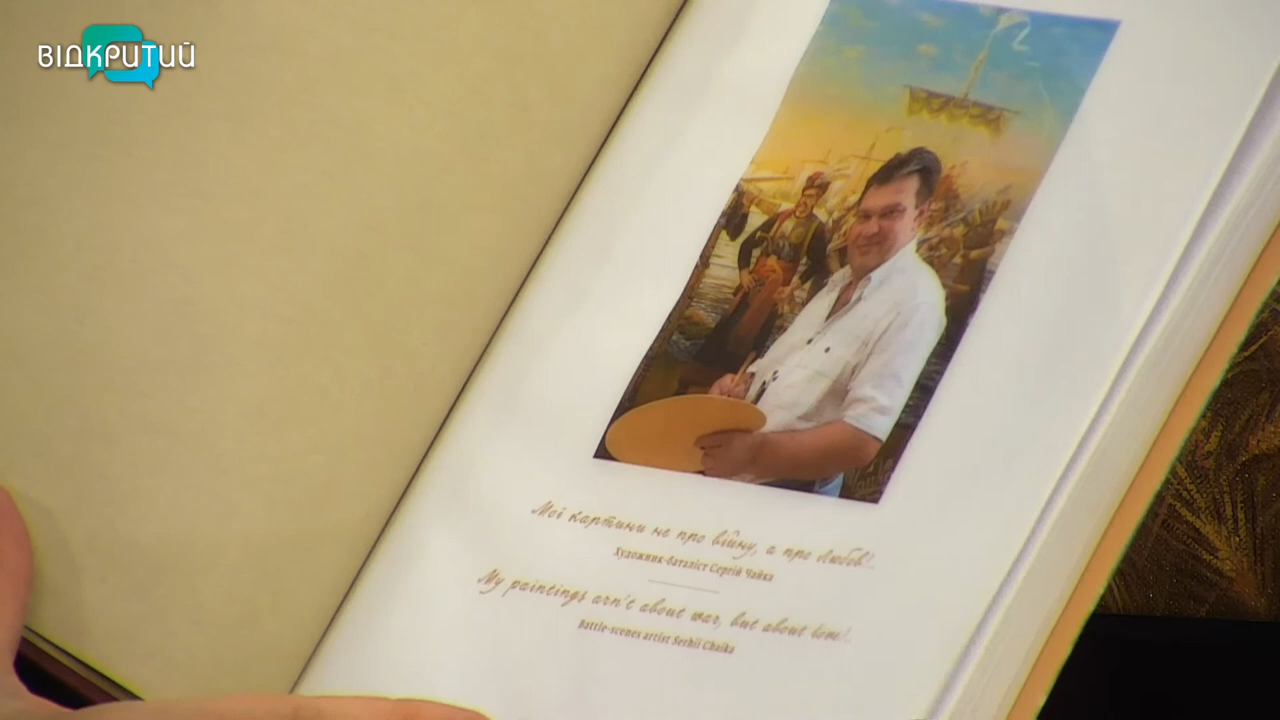 ВІДКРИТИЙ
Мої картини не про війну, а про любов!..
Художник-баталіст Сергій Чайка
My paintings arn't about war, but about love!..
Battle-scenes artist Serhii Chaika